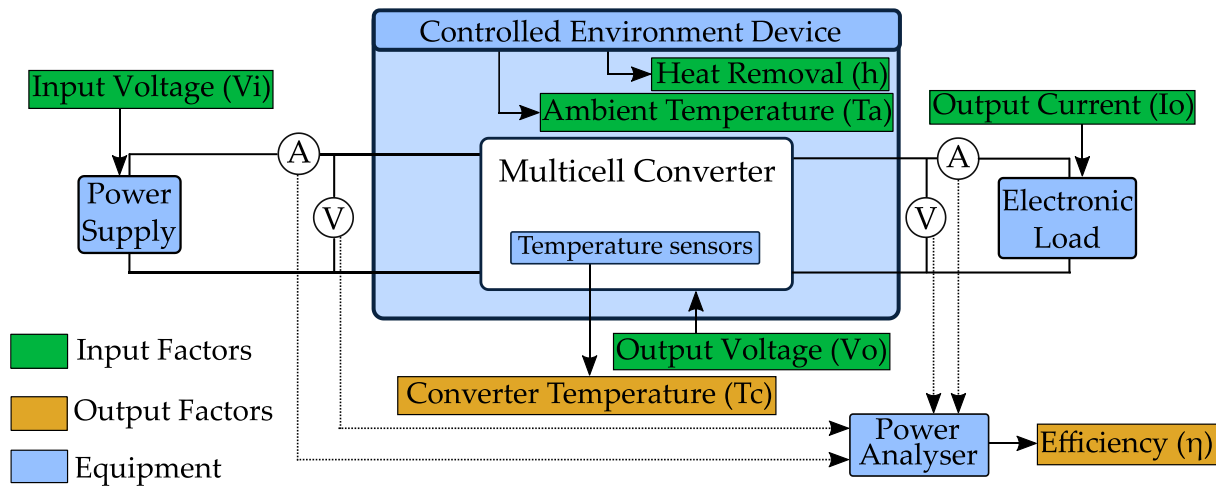 Controlled Environment Device
Input Voltage (Vi)
Heat Removal (h)
Ambient Temperature (Ta)
Output Current (Io)
A
A
Multicell Converter
Power
Supply
V
V
Electronic
Load
Temperature sensors
Input Factors
Output Voltage (Vo)
Converter Temperature (Tc)
Output Factors
Power
Analyser
Efficiency (η)
Equipment